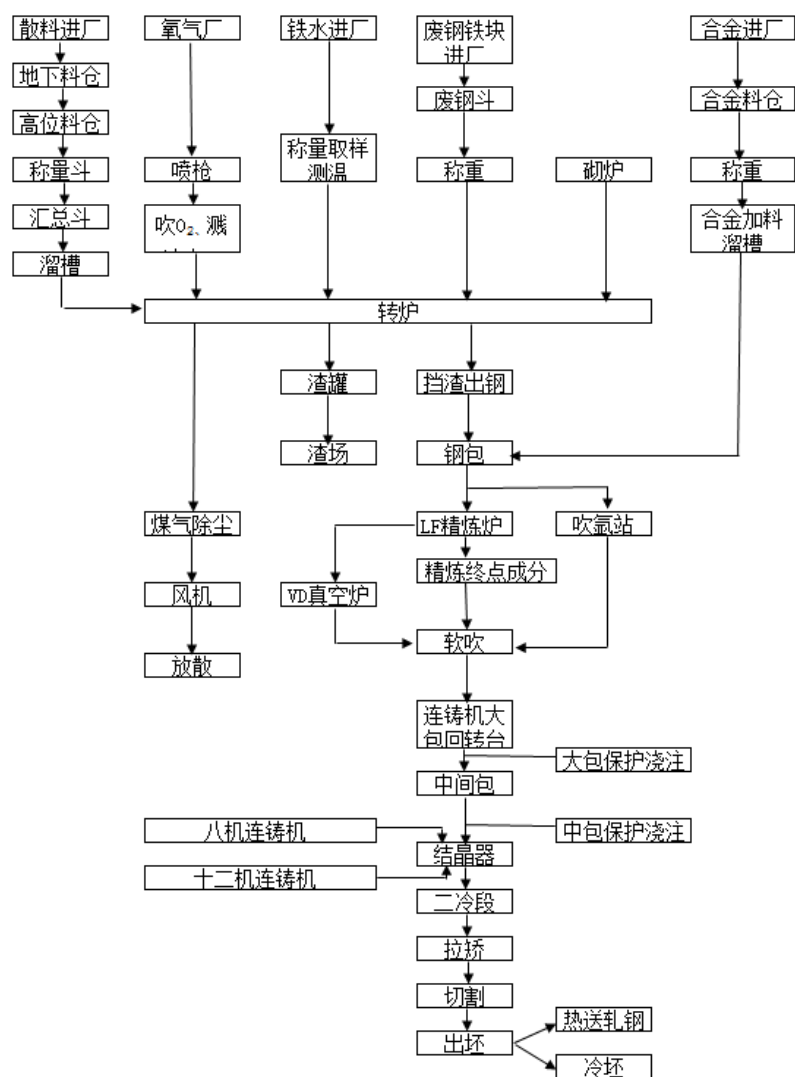 散料进厂
氧气厂
铁水进厂
废钢铁块
进厂
合金进厂
地下料仓
废钢斗
合金料仓
高位料仓
称量取样
测温
称量斗
喷枪
称重
砌炉
称重
汇总斗
吹O₂、溅
合金加料
溜槽
溜槽
转炉
渣罐
挡渣出钢
渣场
钢包
煤气除尘
LF精炼炉
吹氩站
精炼终点成分
风机
VD真空炉
软吹
放散
连铸机大
包回转台
大包保护浇注
中间包
八机连铸机
中包保护浇注
结晶器
十二机连铸机
二冷段
拉矫
切割
热送轧钢
出坯
冷坯